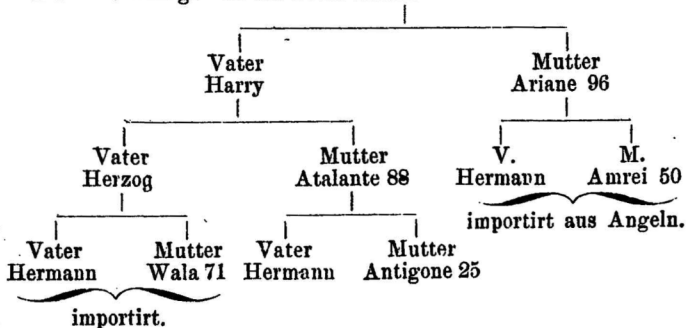 Vater Mutter
Harry Ariane 96
Vater Mutter V. M.
Herzog Atalante 88 Hermann Amrei 50
importirt aus Angeln.
Vater Mutter Vater Mutter
Hermann Wala 71 Hermann Antigone 25
importirt.